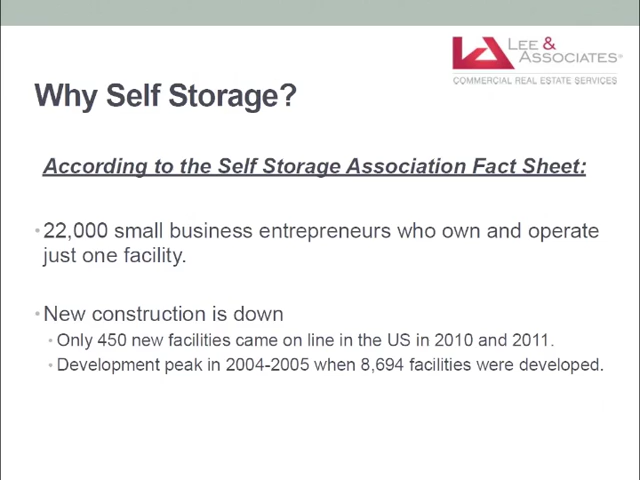 LEE &
ASSOCIATES®
COMMERCIAL REAL ESTATE SERVICES
Why Self Storage?
According to the Self Storage Association Fact Sheet:
•22,000 small business entrepreneurs who own and operate
just one facility.
•New construction is down
• Only 450 new facilities came on line in the US in 2010 and 2011.
• Development peak in 2004-2005 when 8,694 facilities were developed.